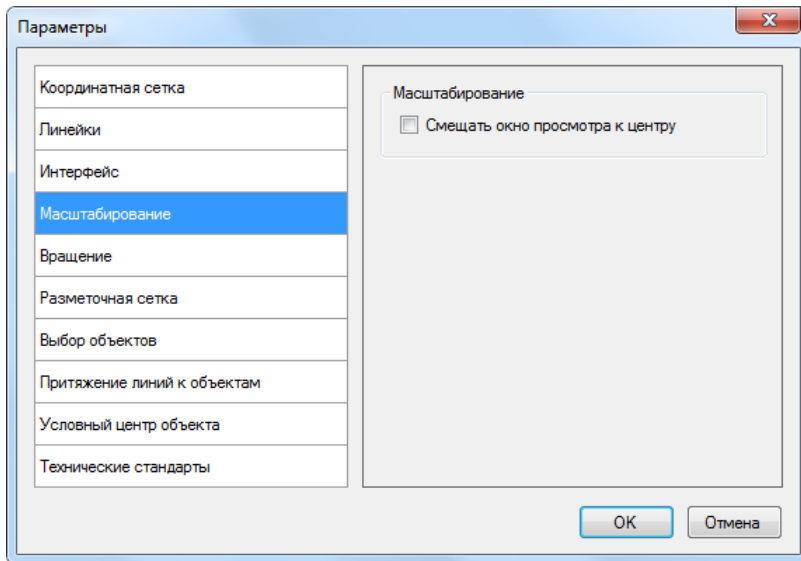 Параметры
Координатная сетка
Линейки
Интерфейс
Масштабирование
Вращение
Разметочная сетка
Выбор объектов
Притяжение линий к объектам
Условный центр объекта
Технические стандарты
Масштабирование
Смещать окно просмотра к центру
OK
Отмена